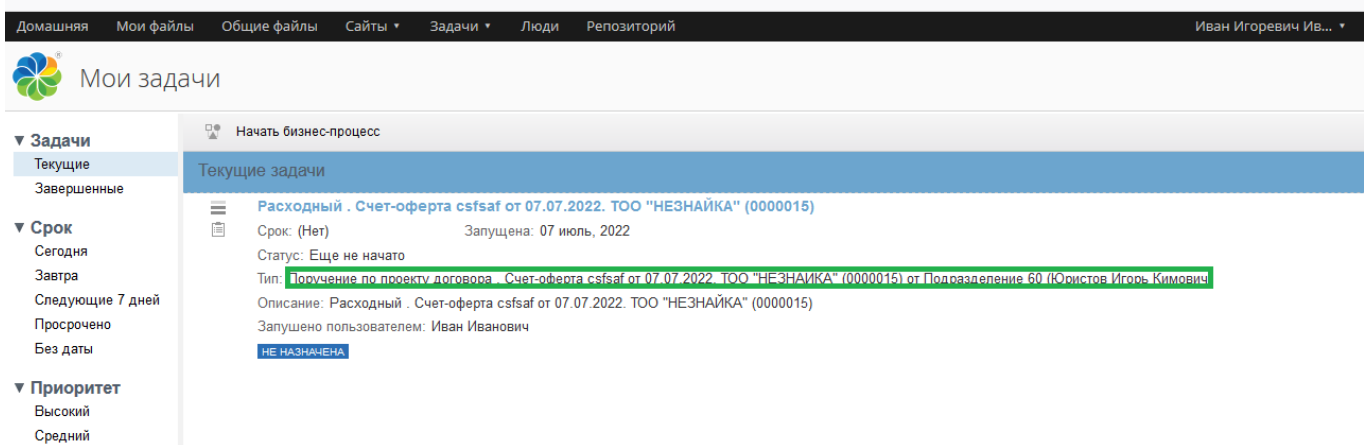 Домашняя Мои файлы Общие файлы Сайты ▾ Задачи ▾ Люди Репозиторий Иван Игоревич Ив... ▾
Мои задачи
▼ Задачи
Текущие
Завершенные
▼ Срок
Сегодня
Завтра
Следующие 7 дней
Просрочено
Без даты
▼ Приоритет
Высокий
Средний
Начать бизнес-процесс
Текущие задачи
Расходный . Счет-оферта csfsaf от 07.07.2022. ТОО "НЕЗНАЙКА" (0000015)
Срок: (Нет) Запущена: 07 июль, 2022
Статус: Еще не начато
Тип: Поручение по проекту договора . Счет-оферта csfsaf от 07.07.2022. ТОО "НЕЗНАЙКА" (0000015) от Подразделение 60 (Юристов Игорь Кимович
Описание: Расходный . Счет-оферта csfsaf от 07.07.2022. ТОО "НЕЗНАЙКА" (0000015)
Запушено пользователем: Иван Иванович
НЕ НАЗНАЧЕНА